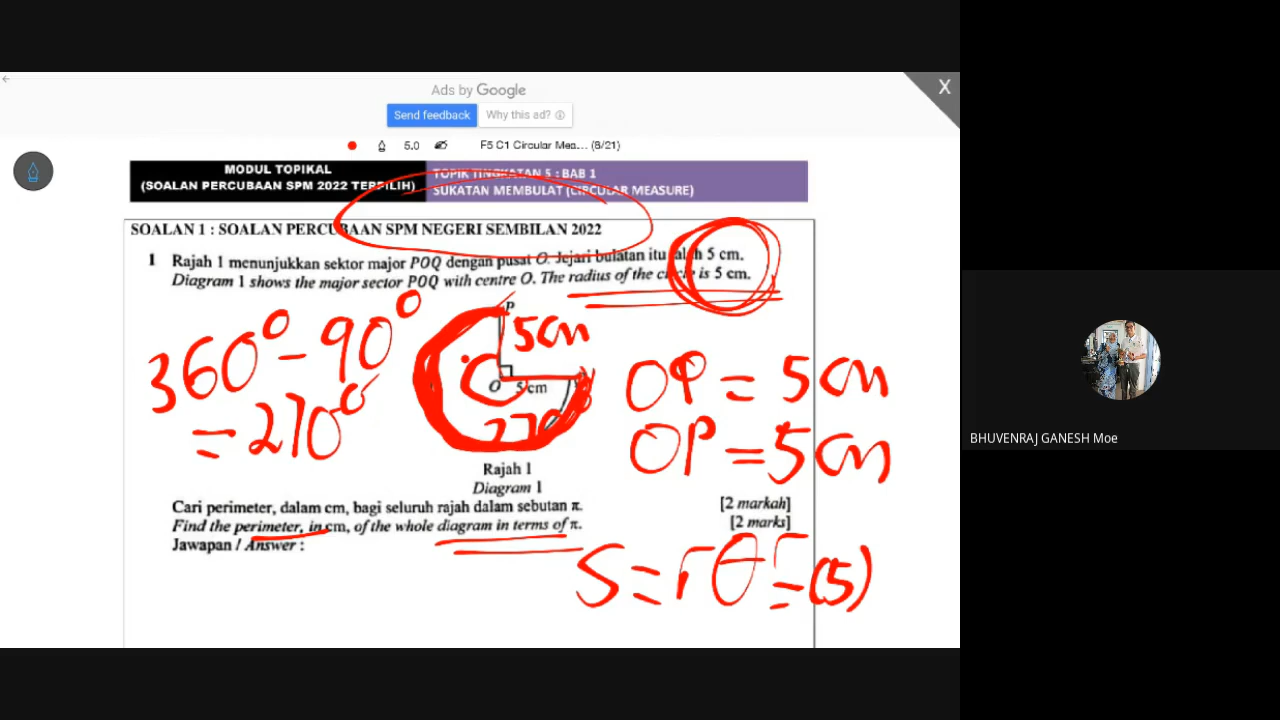 Ads by Google
Send feedback
Why this ad?
5.0
F5 C1 Circular Mea... (8/21)
X
MODUL TOPIKAL
(SOALAN PERCUBAAN SPM 2022 TERPILIH)
TOPIK TINGKATAN 5 : BAB 1
SUKATAN MEMBULAT (CIRCULAR MEASURE)
SOALAN 1 : SOALAN PERCUBAAN SPM NEGERI SEMBILAN 2022
1 Rajah 1 menunjukkan sektor major POQ dengan pusat O. Jejari bulatan itu ialah 5 cm.
Diagram 1 shows the major sector POQ with centre O. The radius of the circle is 5 cm.
360° - 90°
= 270°
P
5cm
O
5 cm
270
OP = 5cm
OP = 5cm
Rajah 1
Diagram 1
Cari perimeter, dalam cm, bagi seluruh rajah dalam sebutan π.
[2 markah]
Find the perimeter, in cm, of the whole diagram in terms of π.
[2 marks]
Jawapan / Answer :
S = rθ = (5)
BHUVENRAJ GANESH Moe